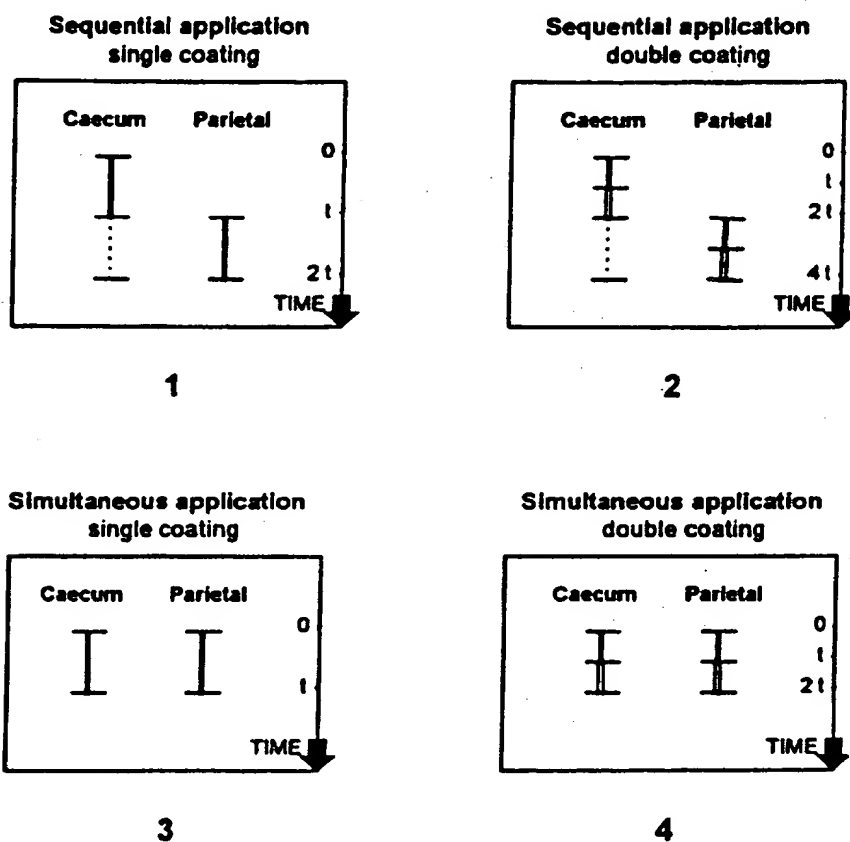 Sequential application
single coating
Caecum Parietal
0
t
2t
TIME
1
Sequential application
double coating
Caecum Parietal
0
t
2t
4t
TIME
2
Simultaneous application
single coating
Caecum Parietal
0
t
TIME
3
Simultaneous application
double coating
Caecum Parietal
0
t
2t
TIME
4